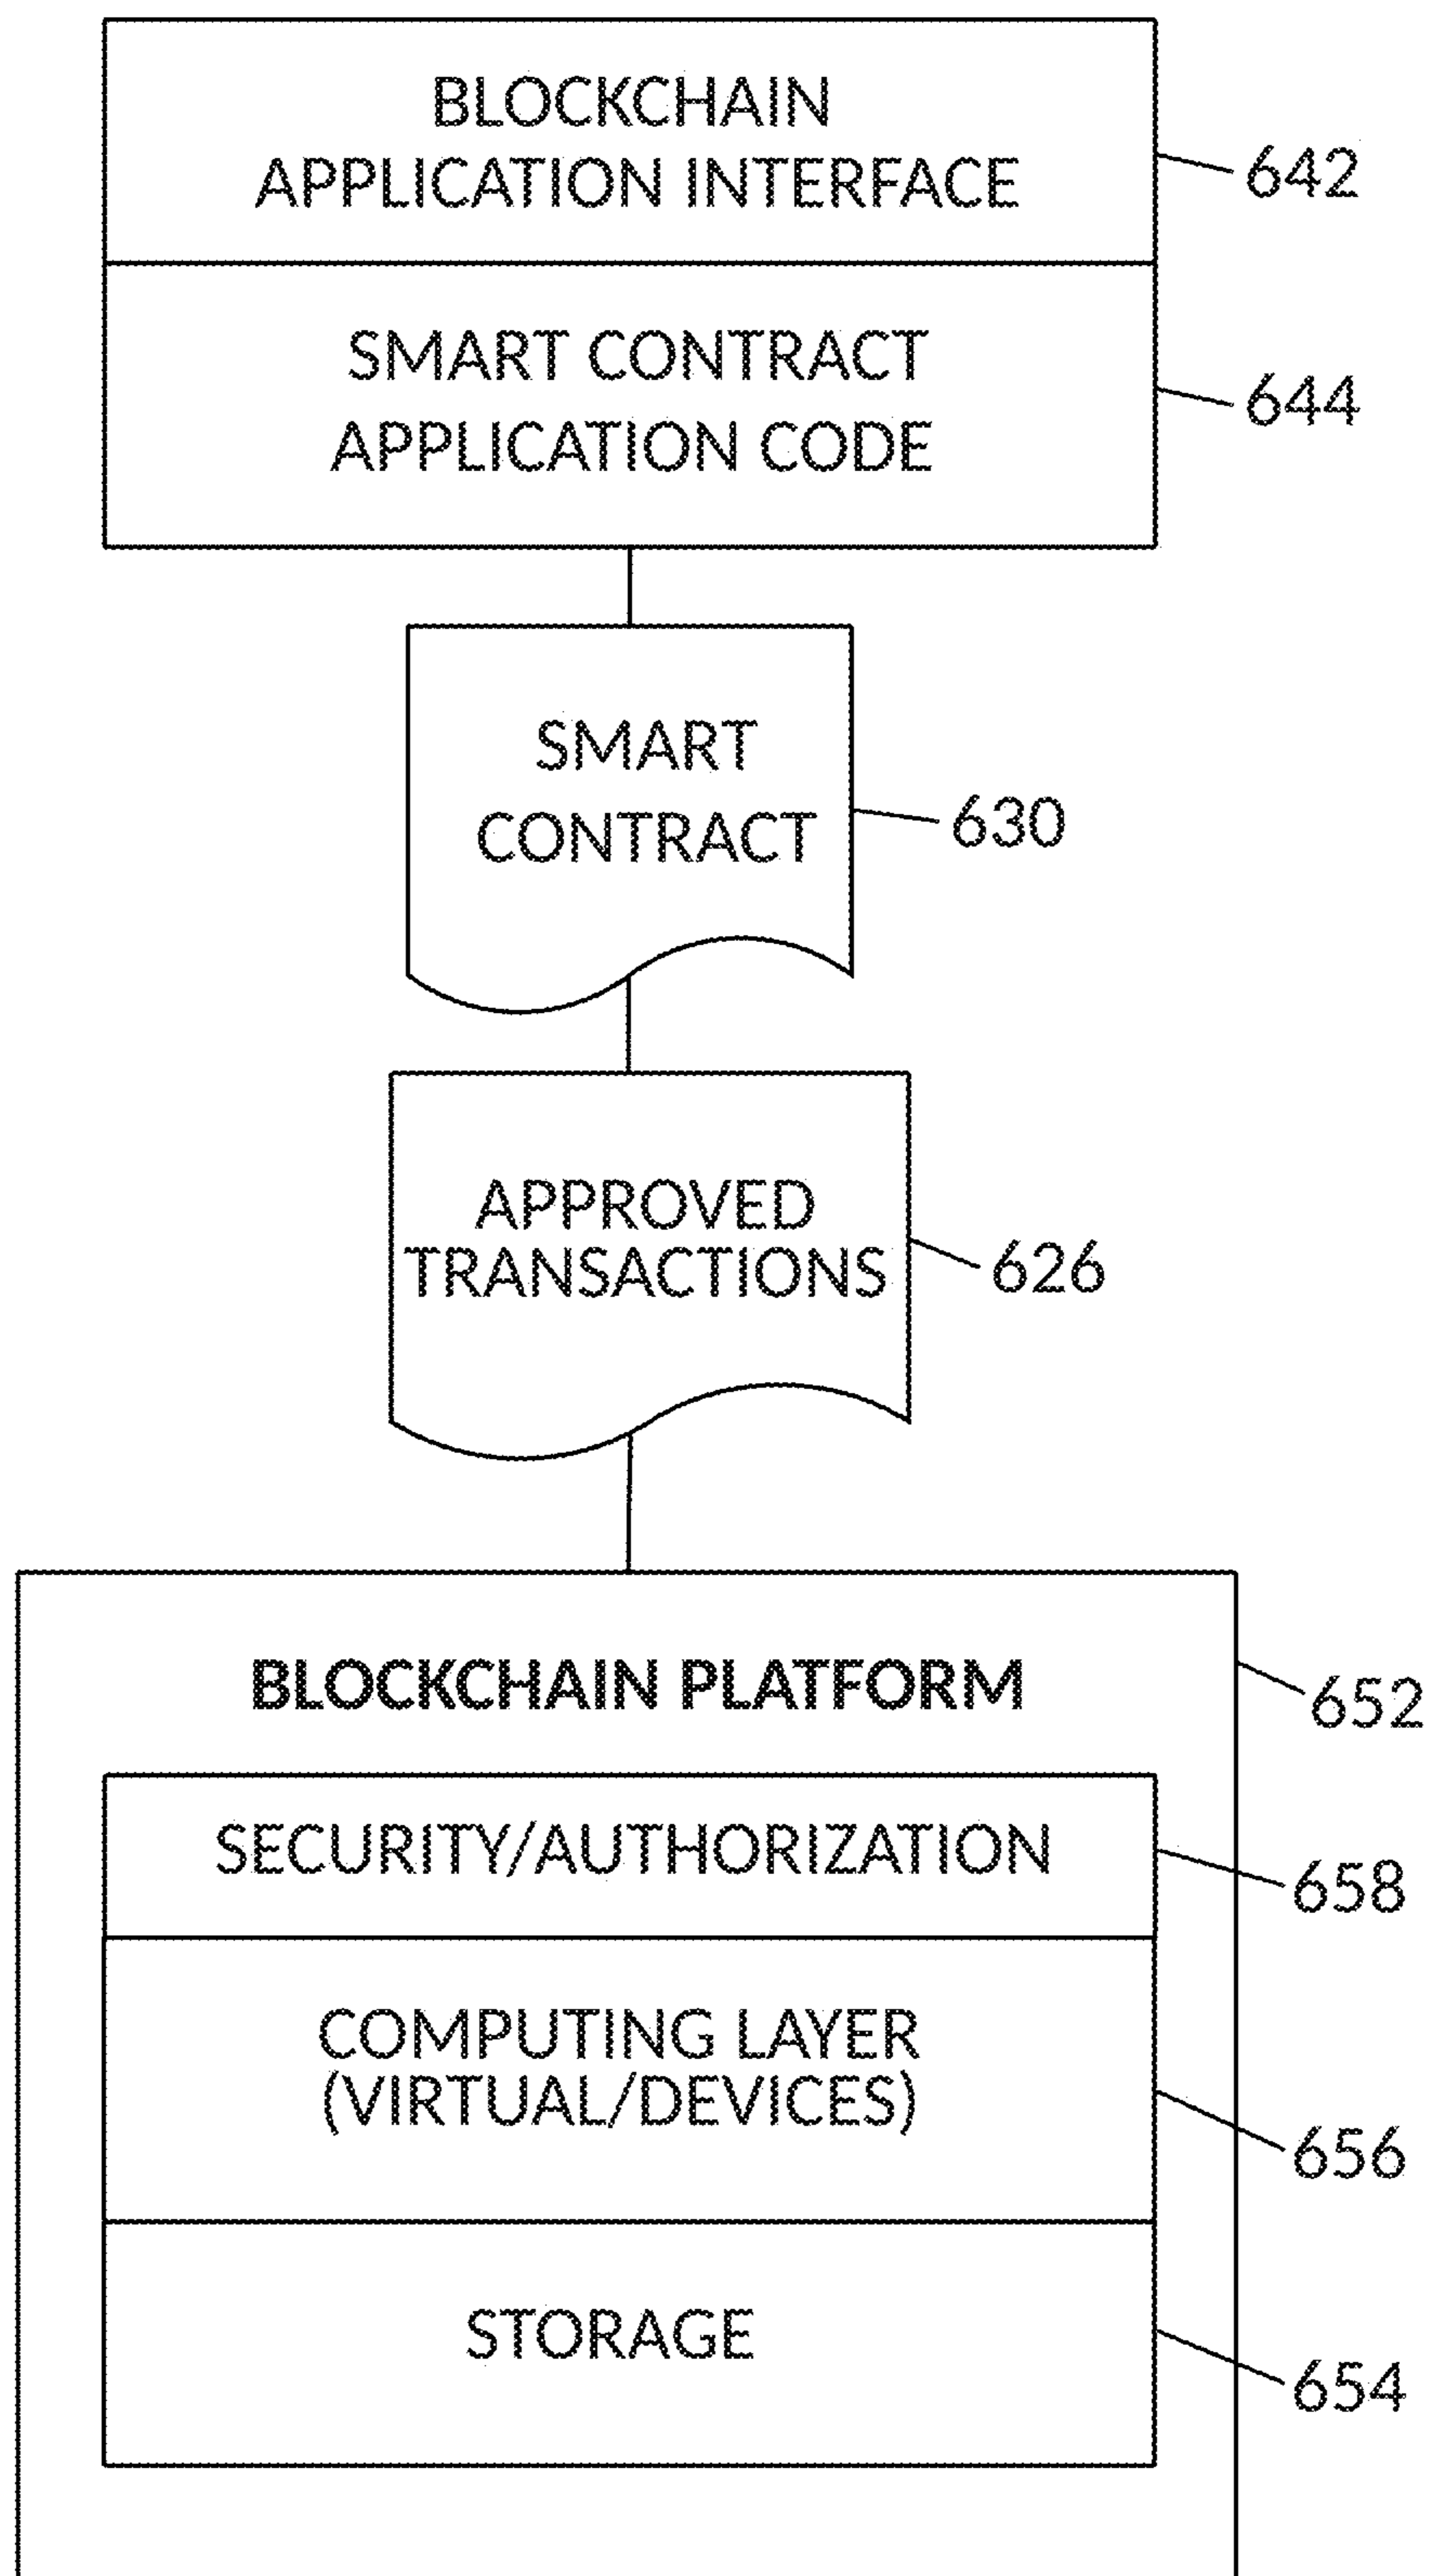 BLOCKCHAIN
APPLICATION INTERFACE
642
SMART CONTRACT
APPLICATION CODE
644
SMART
CONTRACT
630
APPROVED
TRANSACTIONS
626
BLOCKCHAIN PLATFORM
652
SECURITY/AUTHORIZATION
658
COMPUTING LAYER
(VIRTUAL/DEVICES)
656
STORAGE
654